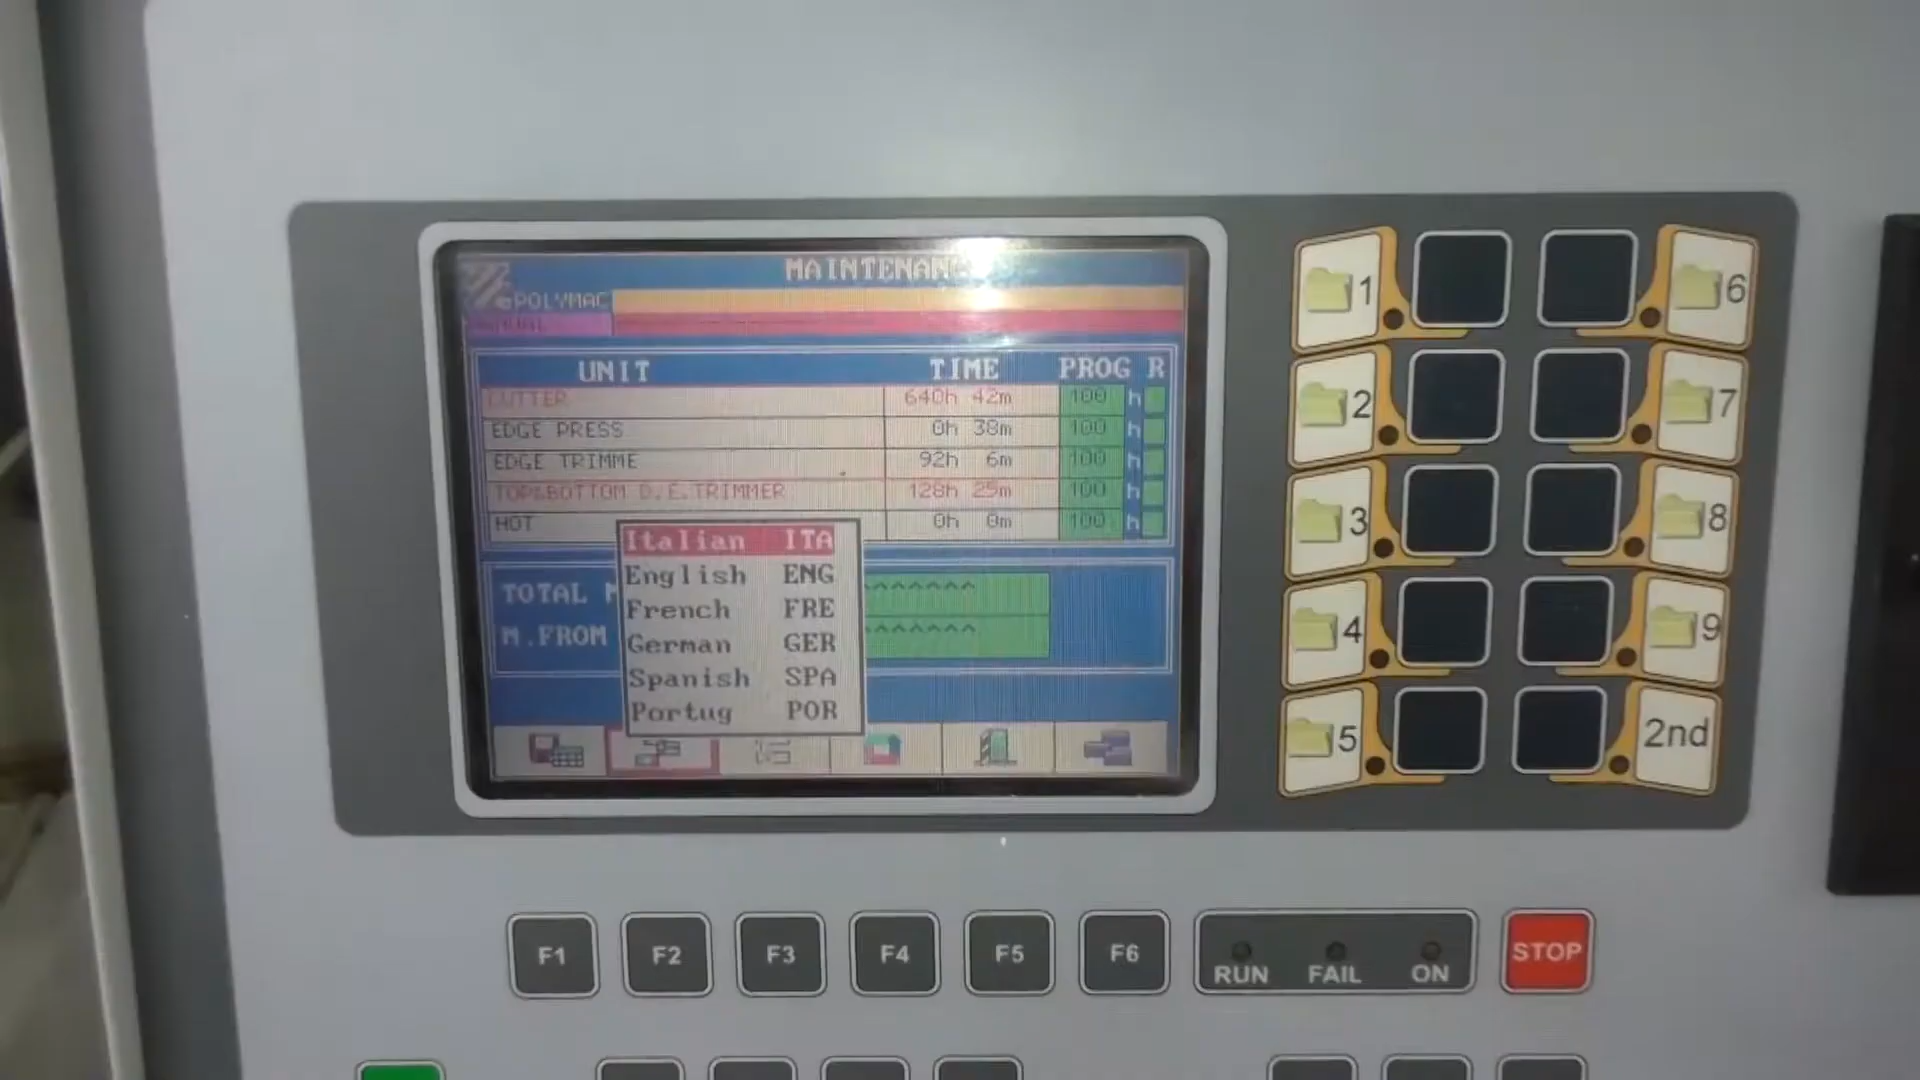 MAINTENANC
POLYMAC
UNIT TIME PROG R
CUTTER 640h 42m 100 h
EDGE PRESS 0h 38m 100 h
EDGE TRIMME 92h 6m 100 h
TOP&BOTTOM D.E.TRIMMER 128h 25m 100 h
HOT 0h 0m 100 h
Italian ITA
English ENG
French FRE
German GER
Spanish SPA
Portug POR
TOTAL
M.FROM
^^^^^^^
^^^^^^^
1 6
2 7
3 8
4 9
5 2nd
F1 F2 F3 F4 F5 F6 RUN FAIL ON STOP